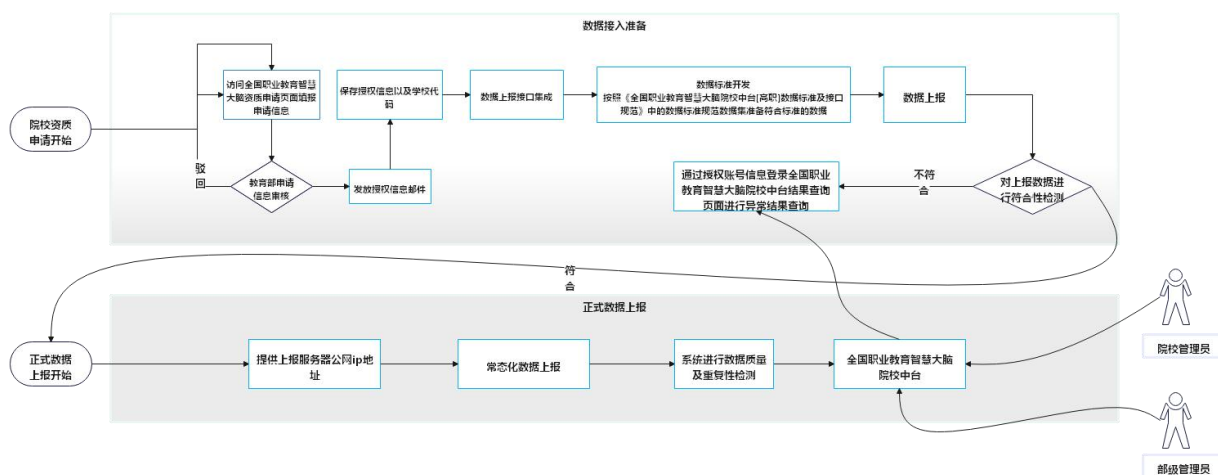 数据接入准备
院校资质
申请开始
访问全国职业教育智慧
大脑资质申请页面填报
申请信息
驳
回
教育部申请
信息审核
发放授权信息邮件
保存授权信息以及学校代
码
数据上报接口集成
数据标准开发
按照《全国职业教育智慧大脑院校中台[高职]数据标准及接口
规范》中的数据标准规范数据集准备符合标准的数据
数据上报
对上报数据进
行符合性检测
不符
合
通过授权账号信息登录全国职业
教育智慧大脑院校中台结果查询
页面进行异常结果查询
符
合
正式数据上报
正式数据
上报开始
提供上报服务器公网ip地
址
常态化数据上报
系统进行数据质量
及重复性检测
全国职业教育智慧大脑
院校中台
院校管理员
部级管理员